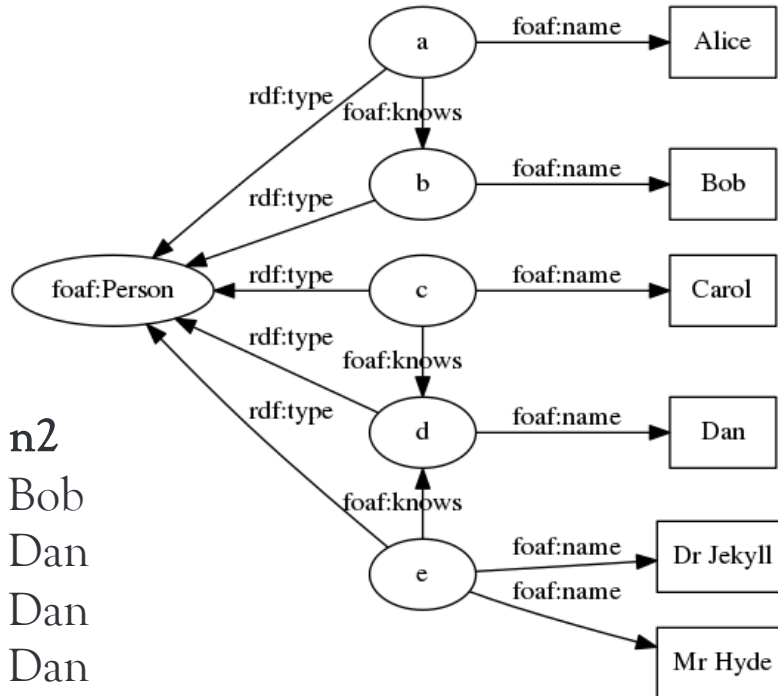 a foaf:name Alice
rdf:type
foaf:knows
rdf:type b foaf:name Bob
foaf:Person rdf:type c foaf:name Carol
rdf:type
foaf:knows
rdf:type d foaf:name Dan
foaf:knows
e foaf:name Dr Jekyll
foaf:name
Mr Hyde
n2
Bob
Dan
Dan
Dan